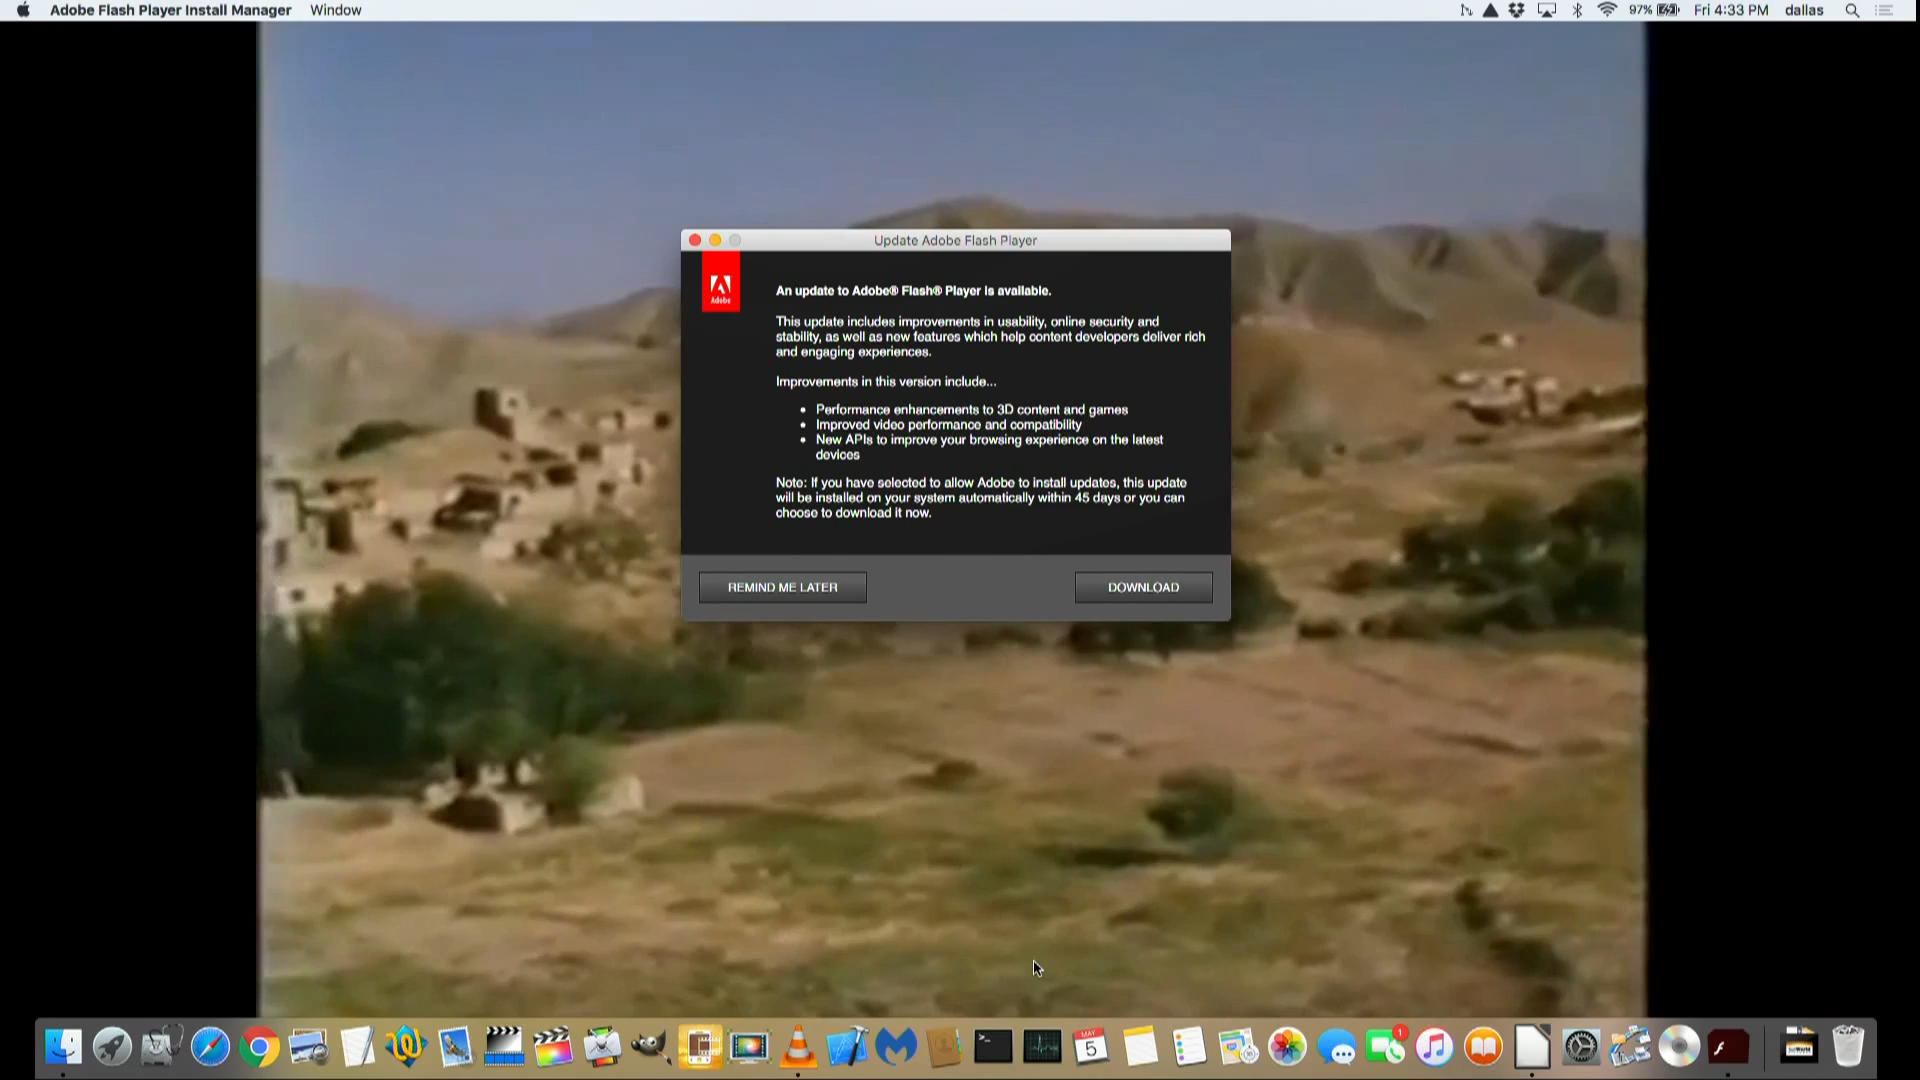 Adobe Flash Player Install Manager Window 97% Fri 4:33 PM dallas
Update Adobe Flash Player
Adobe
An update to Adobe® Flash® Player is available.
This update includes improvements in usability, online security and
stability, as well as new features which help content developers deliver rich
and engaging experiences.
Improvements in this version include...
• Performance enhancements to 3D content and games
• Improved video performance and compatibility
• New APIs to improve your browsing experience on the latest
devices
Note: If you have selected to allow Adobe to install updates, this update
will be installed on your system automatically within 45 days or you can
choose to download it now.
REMIND ME LATER DOWNLOAD
MAY
5
1